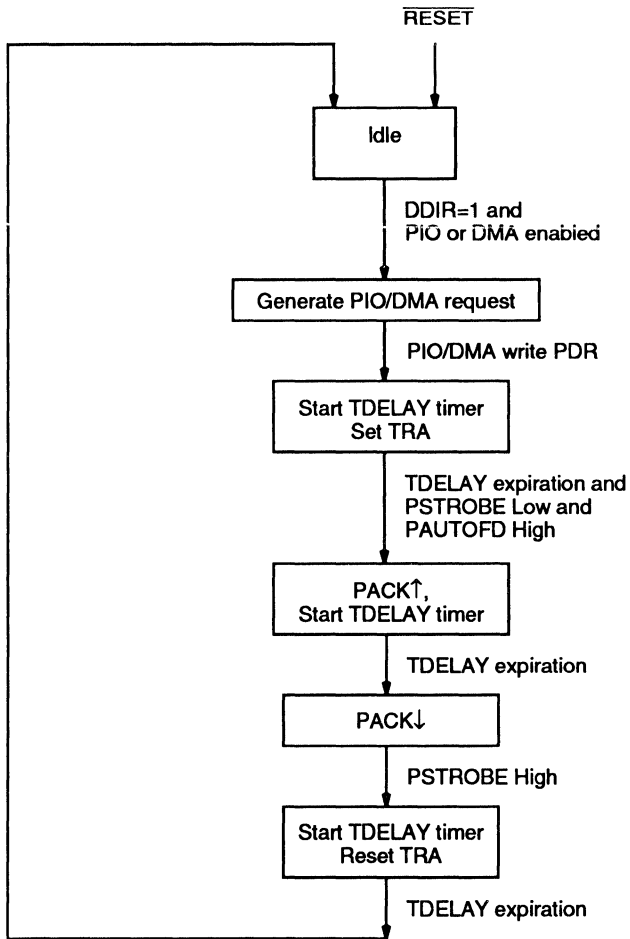 RESET
Idle
DDIR=1 and
PIO or DMA enabled
Generate PIO/DMA request
PIO/DMA write PDR
Start TDELAY timer
Set TRA
TDELAY expiration and
PSTROBE Low and
PAUTOFD High
PACK↑,
Start TDELAY timer
TDELAY expiration
PACK↓
PSTROBE High
Start TDELAY timer
Reset TRA
TDELAY expiration